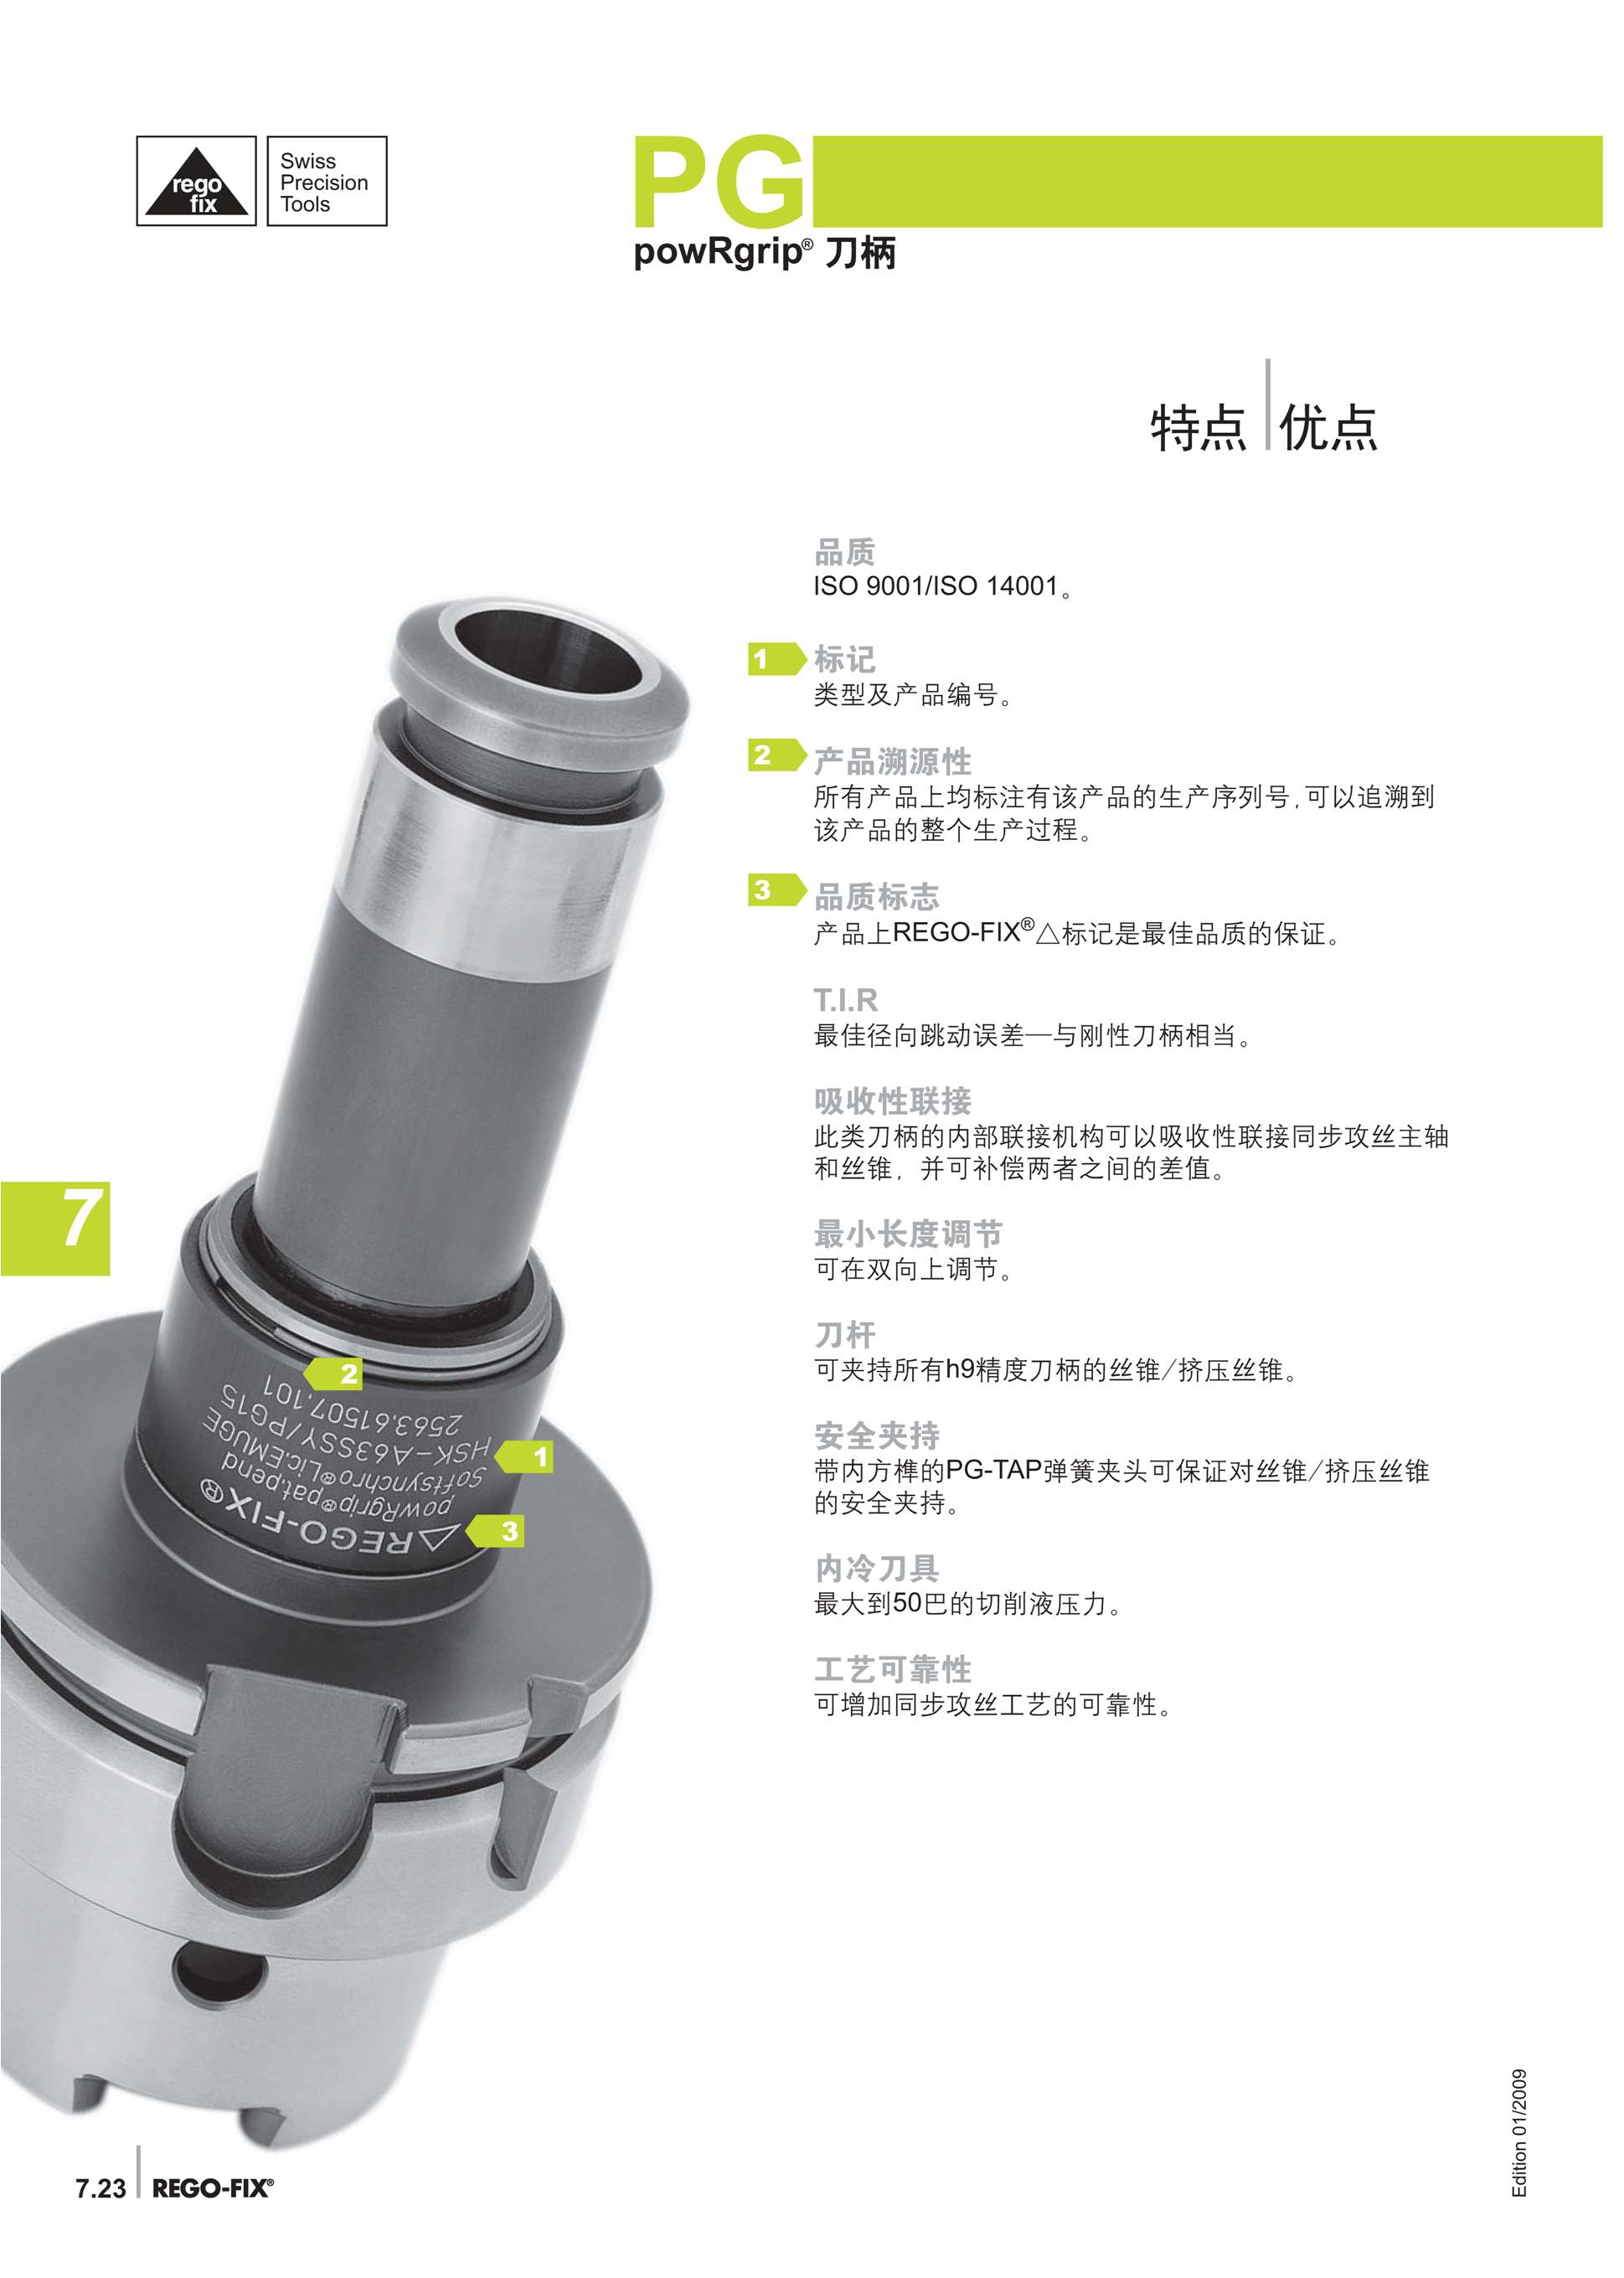 rego
fix
Swiss
Precision
Tools
PG
powRgrip® 刀柄
特点 优点
品质
ISO 9001/ISO 14001。
1 标记
类型及产品编号。
2 产品溯源性
所有产品上均标注有该产品的生产序列号,可以追溯到
该产品的整个生产过程。
3 品质标志
产品上REGO-FIX®△标记是最佳品质的保证。
T.I.R
最佳径向跳动误差—与刚性刀柄相当。
吸收性联接
此类刀柄的内部联接机构可以吸收性联接同步攻丝主轴
和丝锥，并可补偿两者之间的差值。
最小长度调节
可在双向上调节。
刀杆
可夹持所有h9精度刀柄的丝锥/挤压丝锥。
安全夹持
带内方榫的PG-TAP弹簧夹头可保证对丝锥/挤压丝锥
的安全夹持。
内冷刀具
最大到50巴的切削液压力。
工艺可靠性
可增加同步攻丝工艺的可靠性。
7
△REGO-FIX®
powRgrip® pat.pend
Softsynchro® Lic.EMUGE
HSK-A63SSY/PG15
2563.61507.101
2
1
3
7.23 REGO-FIX®
Edition 01/2009